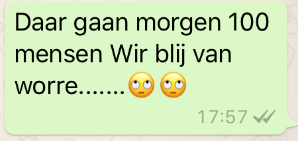 Daar gaan morgen 100
mensen Wir blij van
worre.......🙄🙄
17:57